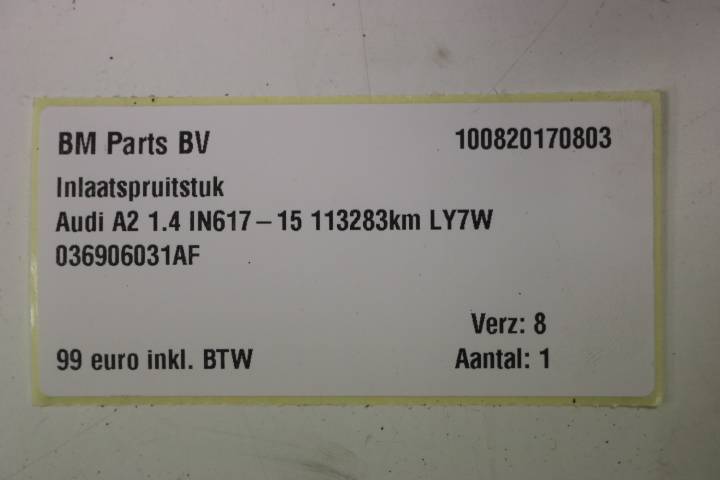 BM Parts BV 100820170803
Inlaatspruitstuk
Audi A2 1.4 IN617 – 15 113283km LY7W
036906031AF
Verz: 8
99 euro inkl. BTW Aantal: 1